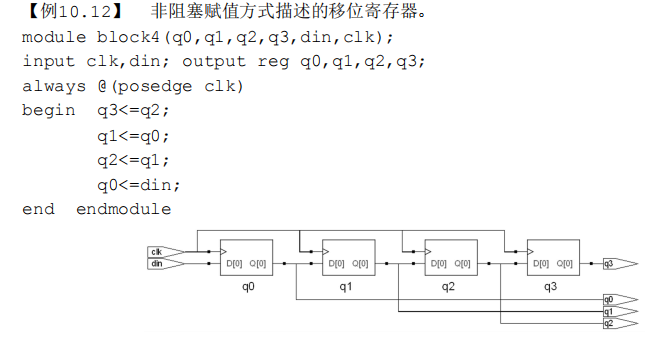 【例10.12】 非阻塞赋值方式描述的移位寄存器。
module block4(q0,q1,q2,q3,din,clk);
input clk,din; output reg q0,q1,q2,q3;
always @(posedge clk)
begin q3<=q2;
q1<=q0;
q2<=q1;
q0<=din;
end endmodule
clk
din
D[0] Q[0] D[0] Q[0] D[0] Q[0] D[0] Q[0] q3
q0 q1 q2 q3
q0
q1
q2